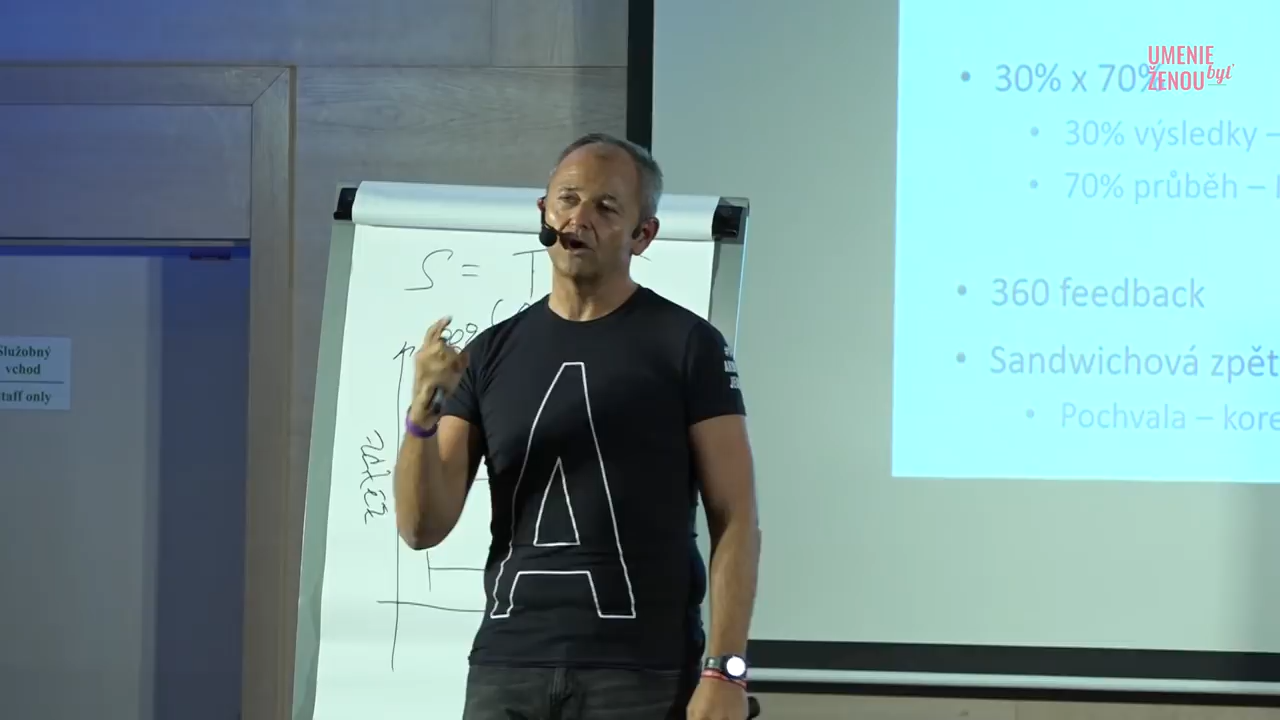 UMENIE
ŽENOU byť
• 30% x 70%
• 30% výsledky –
• 70% průběh –
• 360 feedback
• Sandwichová zpět
• Pochvala – kore
Služobný
vchod
taff only
S = T
zátěž
A